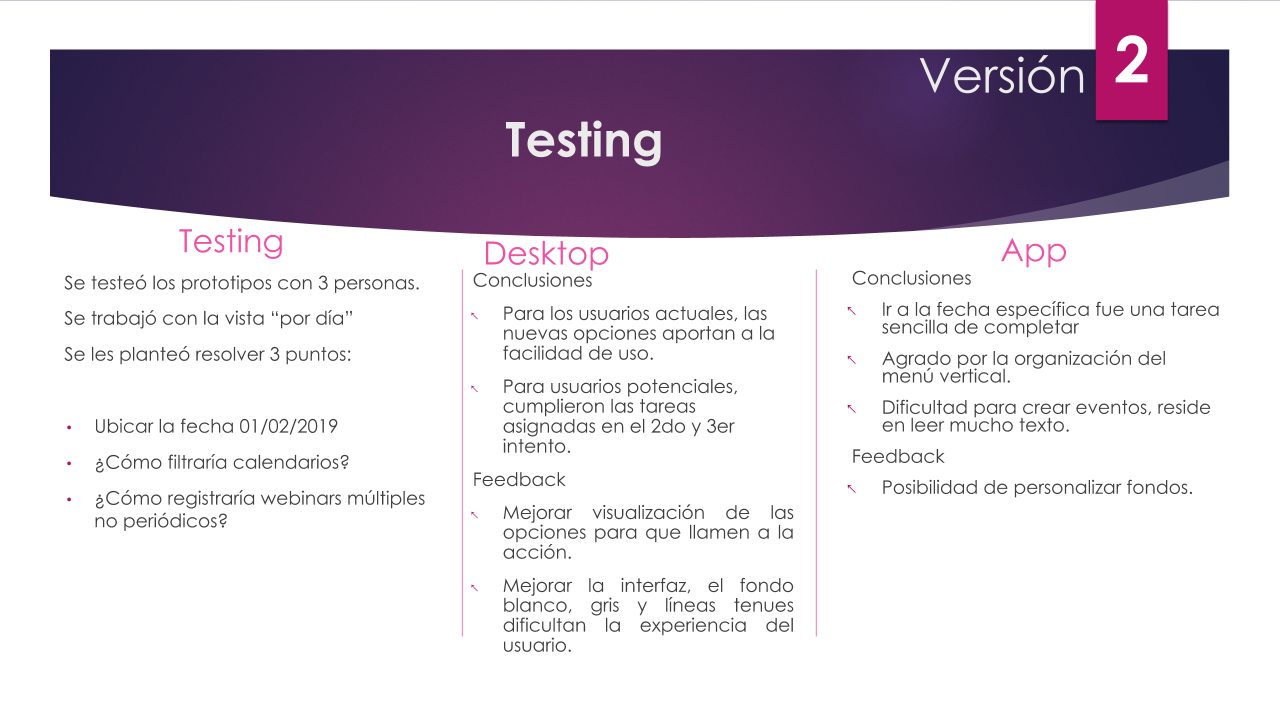 Versión
2
Testing
Testing
Se testeó los prototipos con 3 personas.
Se trabajó con la vista “por día”
Se les planteó resolver 3 puntos:
• Ubicar la fecha 01/02/2019
• ¿Cómo filtraría calendarios?
• ¿Cómo registraría webinars múltiples
no periódicos?
Desktop
Conclusiones
Para los usuarios actuales, las
nuevas opciones aportan a la
facilidad de uso.
Para usuarios potenciales,
cumplieron las tareas
asignadas en el 2do y 3er
intento.
Feedback
Mejorar visualización de las
opciones para que llamen a la
acción.
Mejorar la interfaz, el fondo
blanco, gris y líneas tenues
dificultan la experiencia del
usuario.
App
Conclusiones
Ir a la fecha específica fue una tarea
sencilla de completar
Agrado por la organización del
menú vertical.
Dificultad para crear eventos, reside
en leer mucho texto.
Feedback
Posibilidad de personalizar fondos.